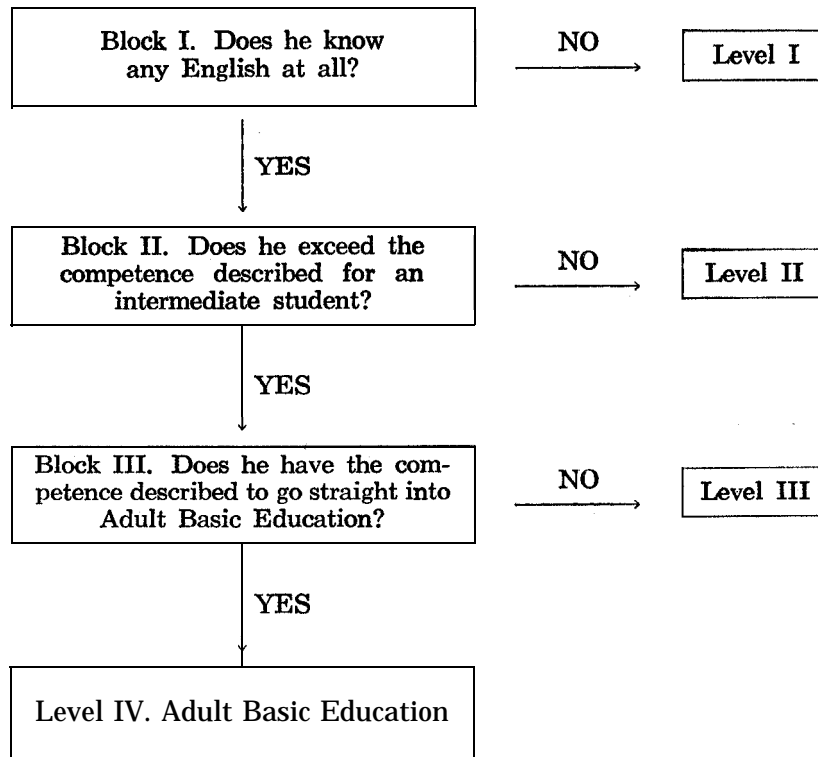 Block I. Does he know
any English at all?
NO
Level I
YES
Block II. Does he exceed the
competence described for an
intermediate student?
NO
Level II
YES
Block III. Does he have the com-
petence described to go straight into
Adult Basic Education?
NO
Level III
YES
Level IV. Adult Basic Education